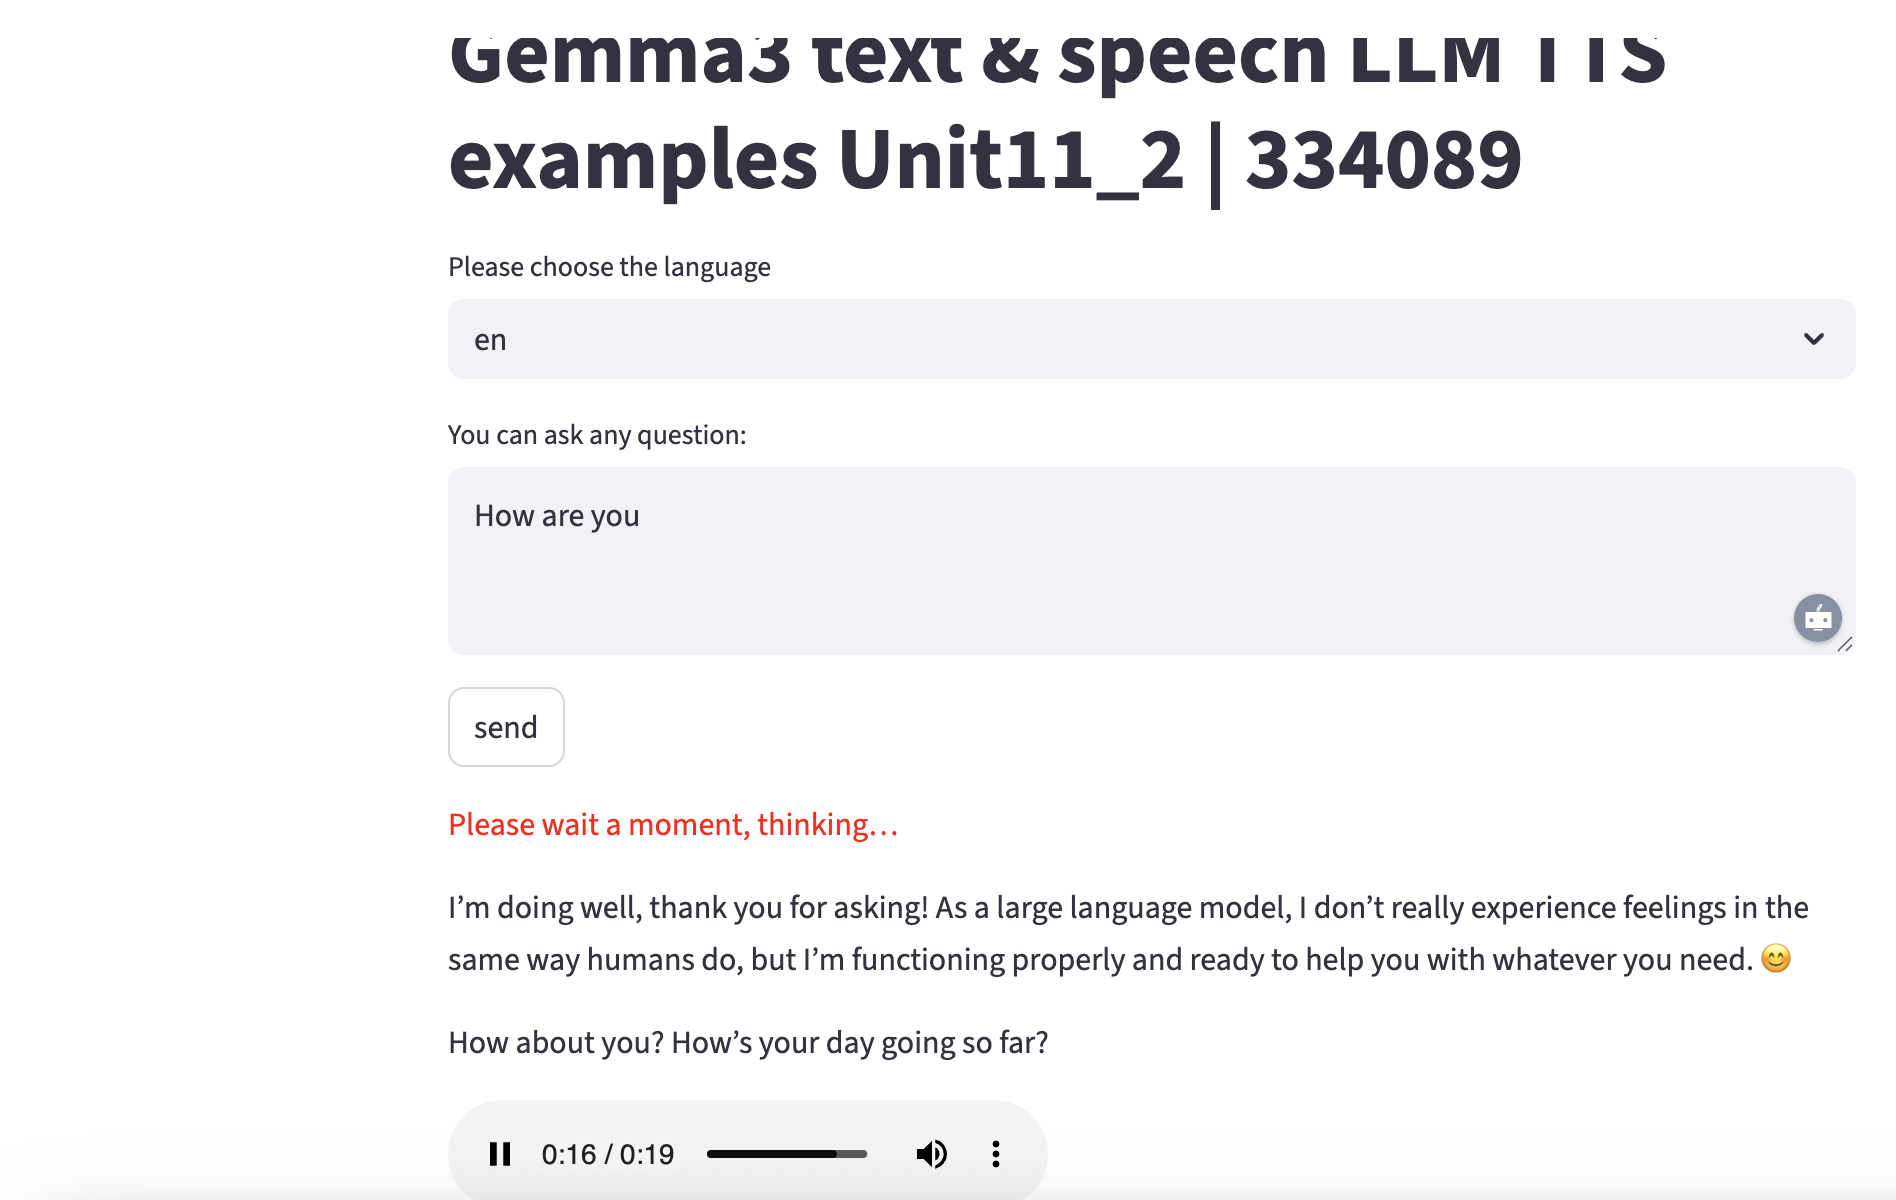 Gemma3 text & speech LLM TTS
examples Unit11_2 | 334089
Please choose the language
en
You can ask any question:
How are you
send
Please wait a moment, thinking…
I’m doing well, thank you for asking! As a large language model, I don’t really experience feelings in the
same way humans do, but I’m functioning properly and ready to help you with whatever you need. 😊
How about you? How’s your day going so far?
0:16 / 0:19